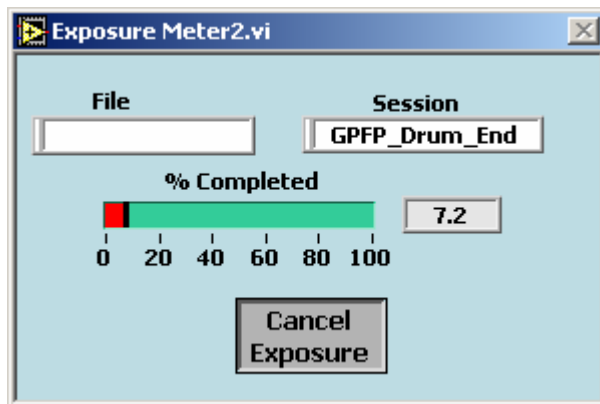 Exposure Meter2.vi
File
Session
GPFP_Drum_End
% Completed
7.2
0 20 40 60 80 100
Cancel
Exposure